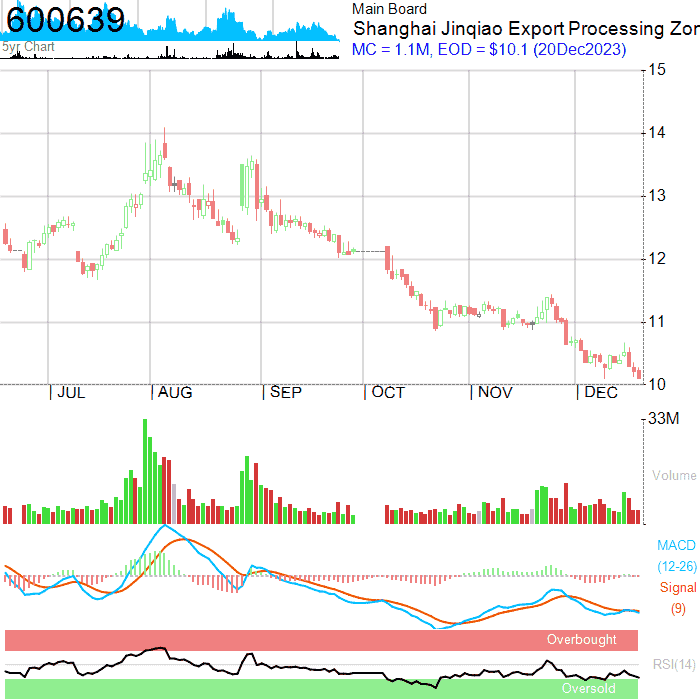 600639
5yr Chart
Main Board
Shanghai Jinqiao Export Processing Zon
MC = 1.1M, EOD = $10.1 (20Dec2023)
15
14
13
12
11
10
JUL AUG SEP OCT NOV DEC
33M
Volume
MACD
(12-26)
Signal
(9)
Overbought
RSI(14)
Oversold